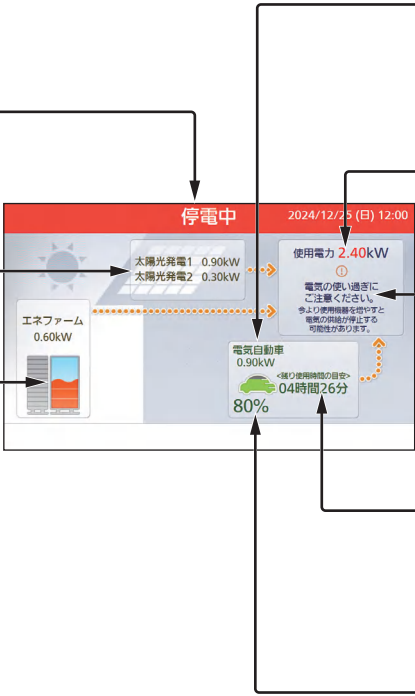 停電中
2024/12/25 (日) 12:00
太陽光発電1 0.90kW
太陽光発電2 0.30kW
使用電力 2.40kW
電気の使い過ぎに
ご注意ください。
今より使用機器を増やすと
電気の供給が停止する
可能性があります。
エネファーム
0.60kW
電気自動車
0.90kW
<残り使用時間の目安>
04時間26分
80%